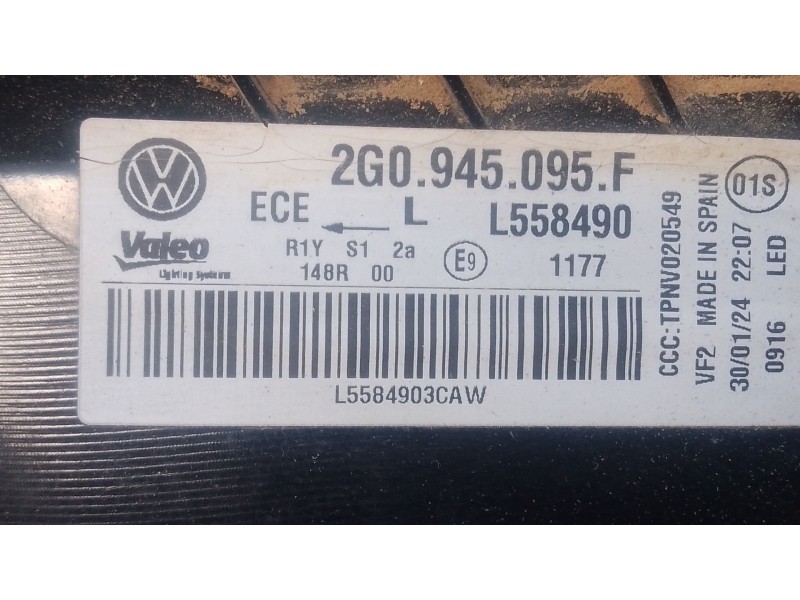 2G0.945.095.F
ECE L L558490
Valeo
Lighting Systems
R1Y S1 2a
148R 00
E9
1177
L5584903CAW
CCC:TPNV020549
VF2 MADE IN SPAIN
30/01/24 22:07
0916 LED
01S